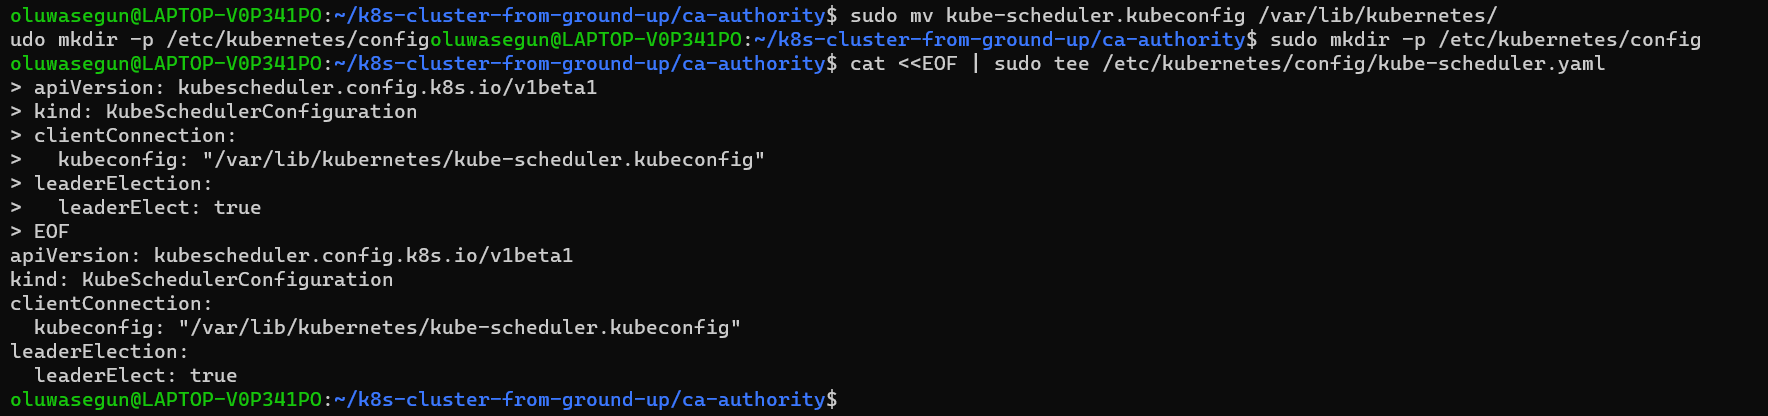 oluwasegun@LAPTOP-V0P341PO:~/k8s-cluster-from-ground-up/ca-authority$ sudo mv kube-scheduler.kubeconfig /var/lib/kubernetes/
udo mkdir -p /etc/kubernetes/configoluwasegun@LAPTOP-V0P341PO:~/k8s-cluster-from-ground-up/ca-authority$ sudo mkdir -p /etc/kubernetes/config
oluwasegun@LAPTOP-V0P341PO:~/k8s-cluster-from-ground-up/ca-authority$ cat <<EOF | sudo tee /etc/kubernetes/config/kube-scheduler.yaml
> apiVersion: kubescheduler.config.k8s.io/v1beta1
> kind: KubeSchedulerConfiguration
> clientConnection:
>   kubeconfig: "/var/lib/kubernetes/kube-scheduler.kubeconfig"
> leaderElection:
>   leaderElect: true
> EOF
apiVersion: kubescheduler.config.k8s.io/v1beta1
kind: KubeSchedulerConfiguration
clientConnection:
  kubeconfig: "/var/lib/kubernetes/kube-scheduler.kubeconfig"
leaderElection:
  leaderElect: true
oluwasegun@LAPTOP-V0P341PO:~/k8s-cluster-from-ground-up/ca-authority$